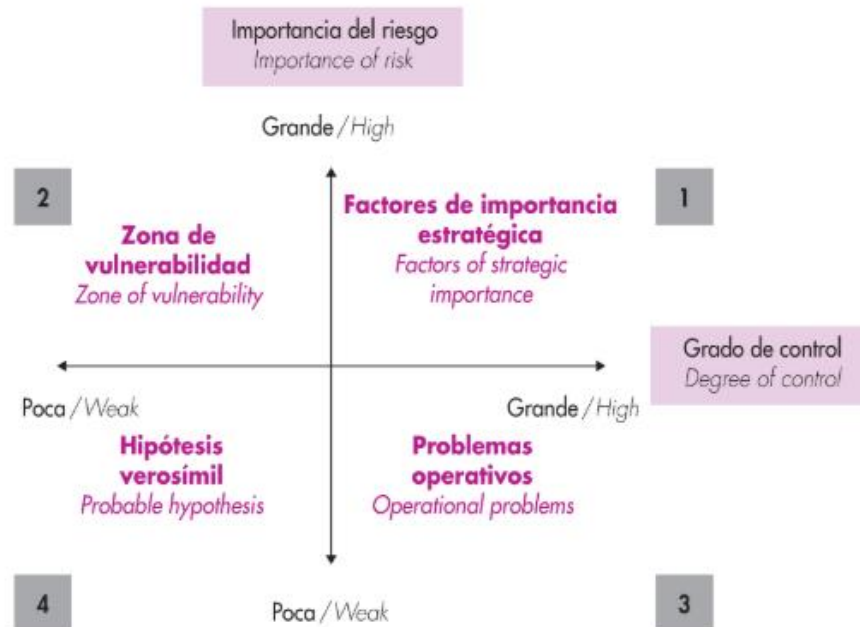 Importancia del riesgo
Importance of risk
Grande / High
2
1
Zona de
vulnerabilidad
Zone of vulnerability
Factores de importancia
estratégica
Factors of strategic
importance
Grado de control
Degree of control
Poca / Weak
Grande / High
Hipótesis
verosímil
Probable hypothesis
Problemas
operativos
Operational problems
4
Poca / Weak
3